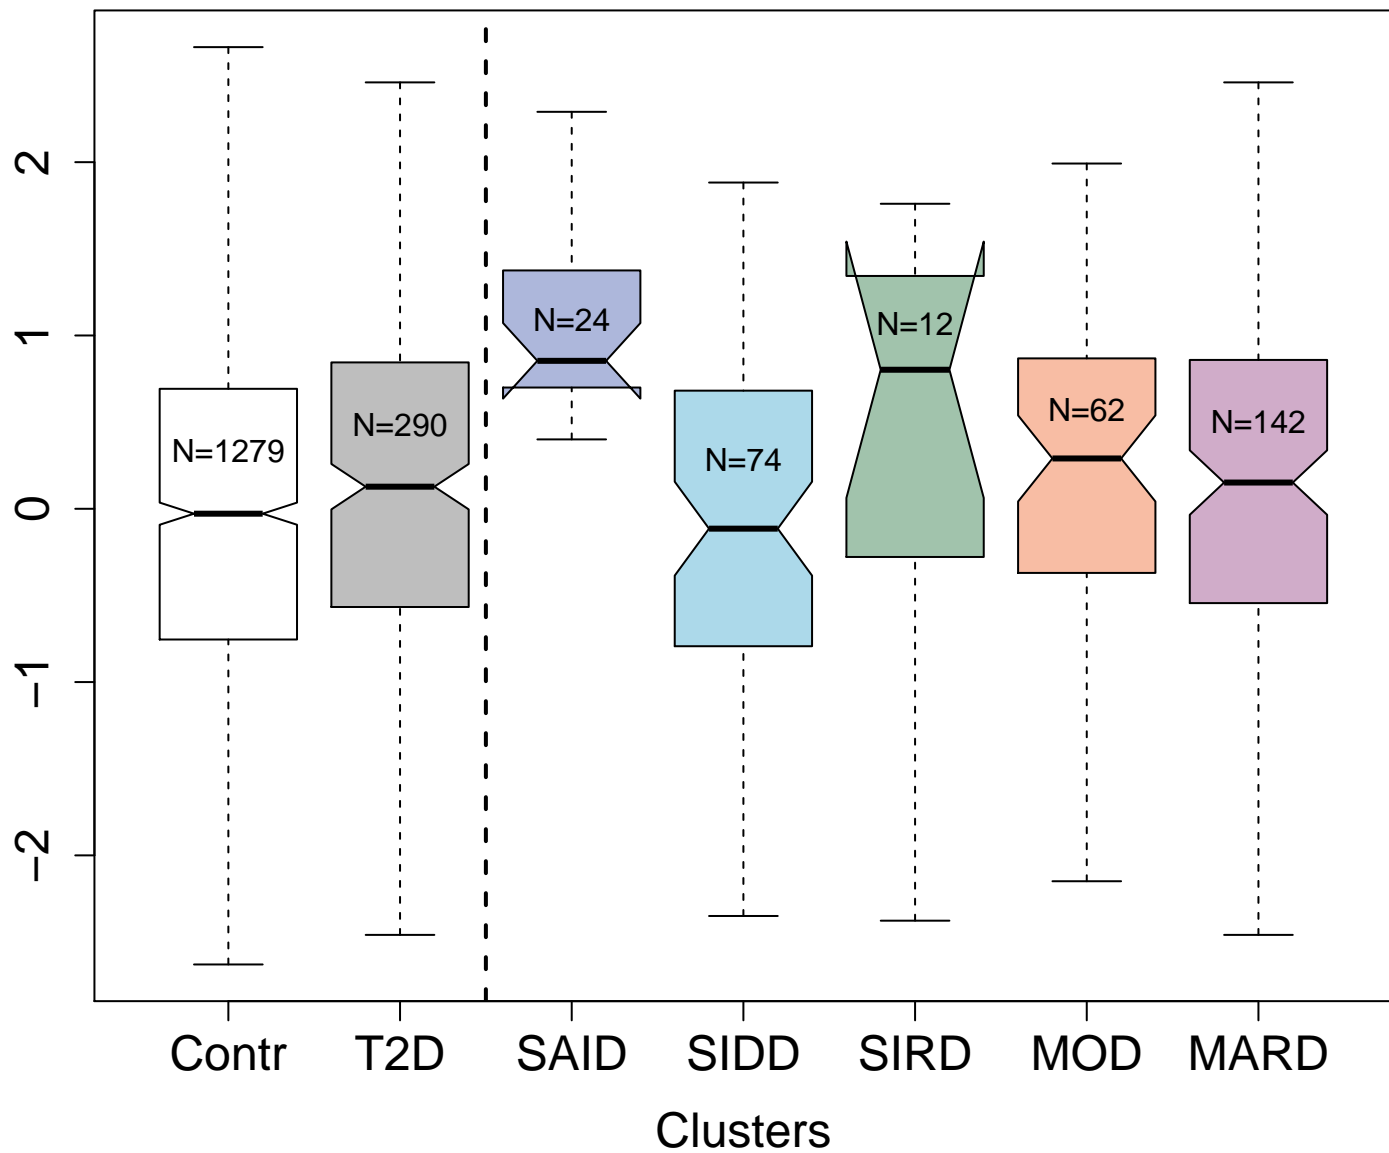 2
1
0
−1
−2
N=1279
N=290
N=24
N=74
N=12
N=62
N=142
Contr T2D SAID SIDD SIRD MOD MARD
Clusters